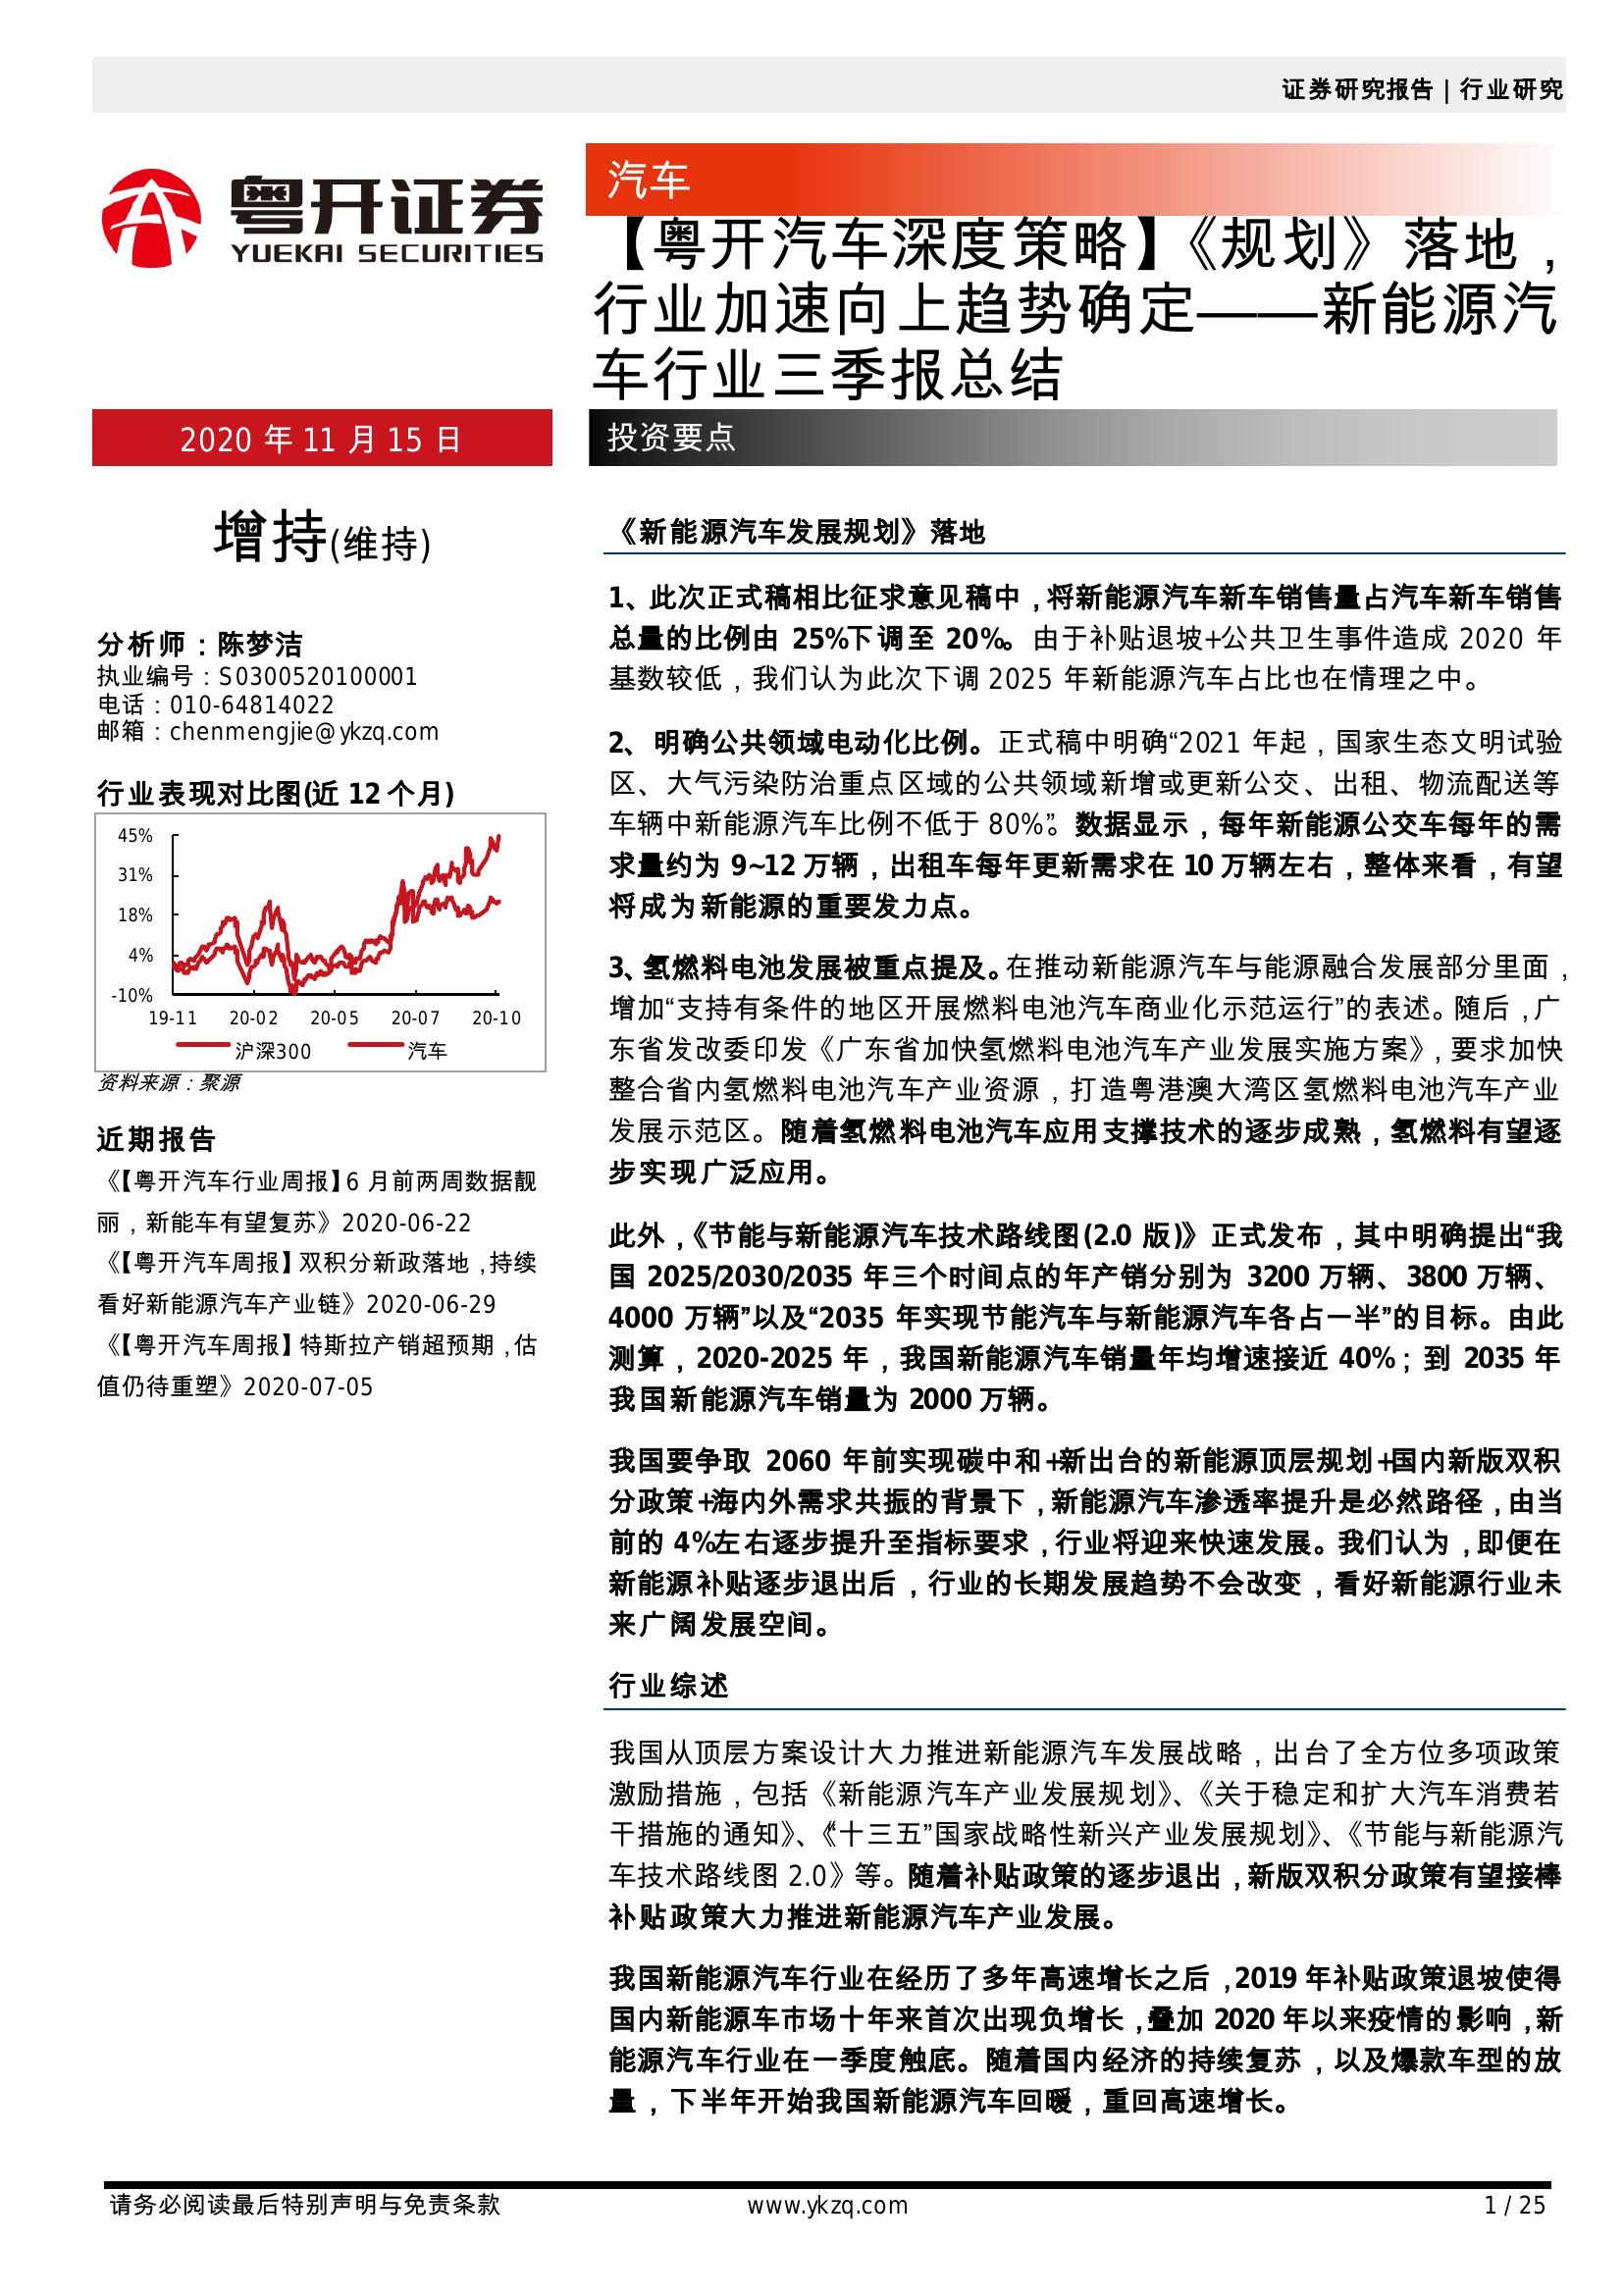 证券研究报告 | 行业研究
粤开证券
YUEKAI SECURITIES
汽车
【粤开汽车深度策略】《规划》落地，
行业加速向上趋势确定——新能源汽
车行业三季报总结
2020 年 11 月 15 日
投资要点
增持(维持)
分析师：陈梦洁
执业编号：S0300520100001
电话：010-64814022
邮箱：chenmengjie@ykzq.com
行业表现对比图(近 12 个月)
45%
31%
18%
4%
-10%
19-11 20-02 20-05 20-07 20-10
沪深300 汽车
资料来源：聚源
近期报告
《【粤开汽车行业周报】6 月前两周数据靓
丽，新能车有望复苏》2020-06-22
《【粤开汽车周报】双积分新政落地，持续
看好新能源汽车产业链》2020-06-29
《【粤开汽车周报】特斯拉产销超预期，估
值仍待重塑》2020-07-05
《新能源汽车发展规划》落地
1、此次正式稿相比征求意见稿中，将新能源汽车新车销售量占汽车新车销售
总量的比例由 25%下调至 20%。由于补贴退坡+公共卫生事件造成 2020 年
基数较低，我们认为此次下调 2025 年新能源汽车占比也在情理之中。
2、明确公共领域电动化比例。正式稿中明确“2021 年起，国家生态文明试验
区、大气污染防治重点区域的公共领域新增或更新公交、出租、物流配送等
车辆中新能源汽车比例不低于 80%”。数据显示，每年新能源公交车每年的需
求量约为 9~12 万辆，出租车每年更新需求在 10 万辆左右，整体来看，有望
将成为新能源的重要发力点。
3、氢燃料电池发展被重点提及。在推动新能源汽车与能源融合发展部分里面，
增加“支持有条件的地区开展燃料电池汽车商业化示范运行”的表述。随后，广
东省发改委印发《广东省加快氢燃料电池汽车产业发展实施方案》，要求加快
整合省内氢燃料电池汽车产业资源，打造粤港澳大湾区氢燃料电池汽车产业
发展示范区。随着氢燃料电池汽车应用支撑技术的逐步成熟，氢燃料有望逐
步实现广泛应用。
此外，《节能与新能源汽车技术路线图(2.0 版)》正式发布，其中明确提出“我
国 2025/2030/2035 年三个时间点的年产销分别为 3200 万辆、3800 万辆、
4000 万辆”以及“2035 年实现节能汽车与新能源汽车各占一半”的目标。由此
测算，2020-2025 年，我国新能源汽车销量年均增速接近 40%；到 2035 年
我国新能源汽车销量为 2000 万辆。
我国要争取 2060 年前实现碳中和+新出台的新能源顶层规划+国内新版双积
分政策+海内外需求共振的背景下，新能源汽车渗透率提升是必然路径，由当
前的 4%左右逐步提升至指标要求，行业将迎来快速发展。我们认为，即便在
新能源补贴逐步退出后，行业的长期发展趋势不会改变，看好新能源行业未
来广阔发展空间。
行业综述
我国从顶层方案设计大力推进新能源汽车发展战略，出台了全方位多项政策
激励措施，包括《新能源汽车产业发展规划》、《关于稳定和扩大汽车消费若
干措施的通知》、《“十三五”国家战略性新兴产业发展规划》、《节能与新能源汽
车技术路线图 2.0》等。随着补贴政策的逐步退出，新版双积分政策有望接棒
补贴政策大力推进新能源汽车产业发展。
我国新能源汽车行业在经历了多年高速增长之后，2019 年补贴政策退坡使得
国内新能源车市场十年来首次出现负增长，叠加 2020 年以来疫情的影响，新
能源汽车行业在一季度触底。随着国内经济的持续复苏，以及爆款车型的放
量，下半年开始我国新能源汽车回暖，重回高速增长。
请务必阅读最后特别声明与免责条款 www.ykzq.com 1 / 25